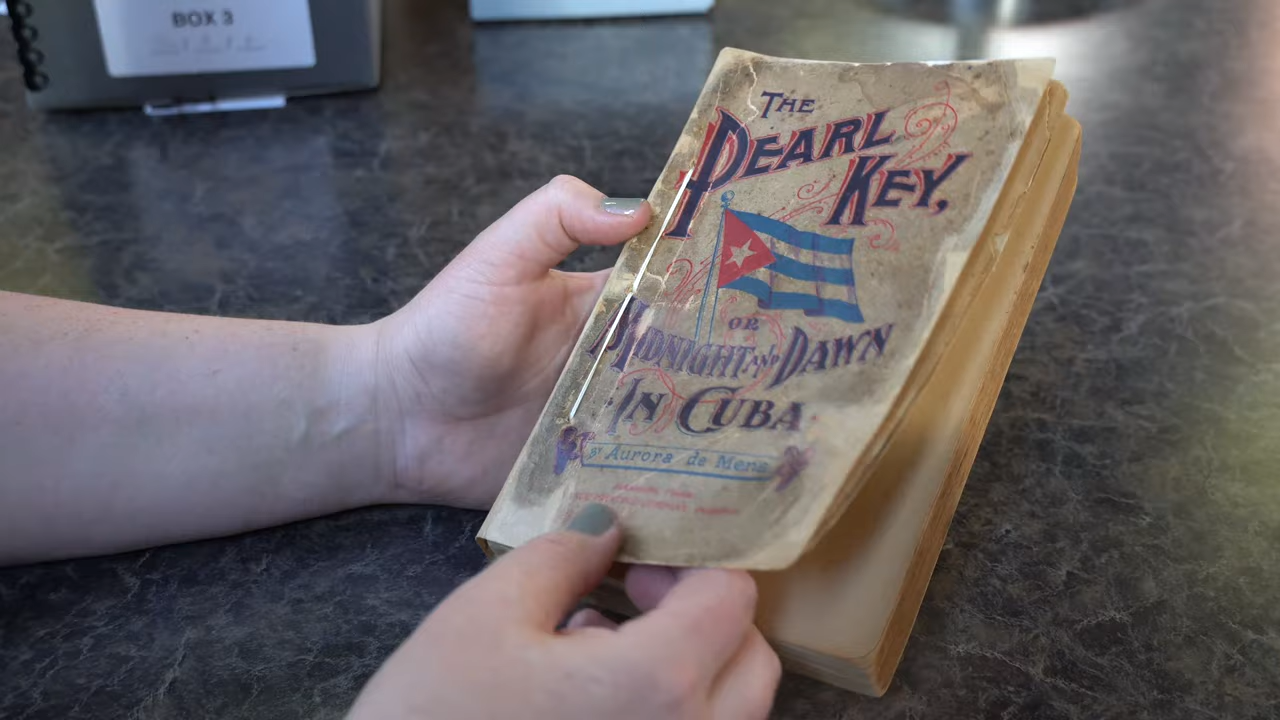 BOX 3
THE
PEARL
KEY,
OR
MIDNIGHT AND DAWN
IN CUBA
BY Aurora de Mena